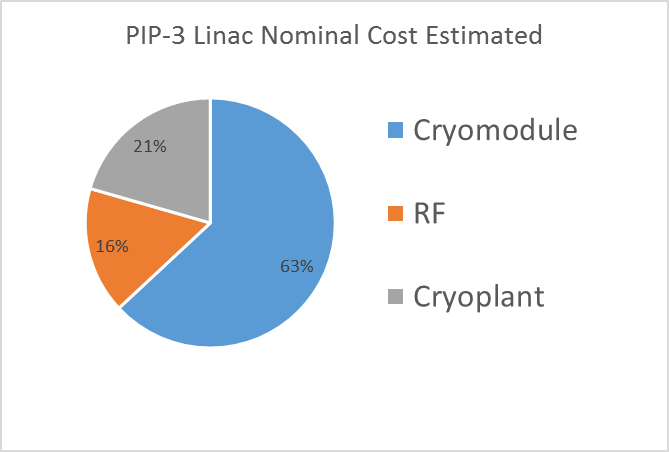 PIP-3 Linac Nominal Cost Estimated
21%
16%
63%
Cryomodule
RF
Cryoplant